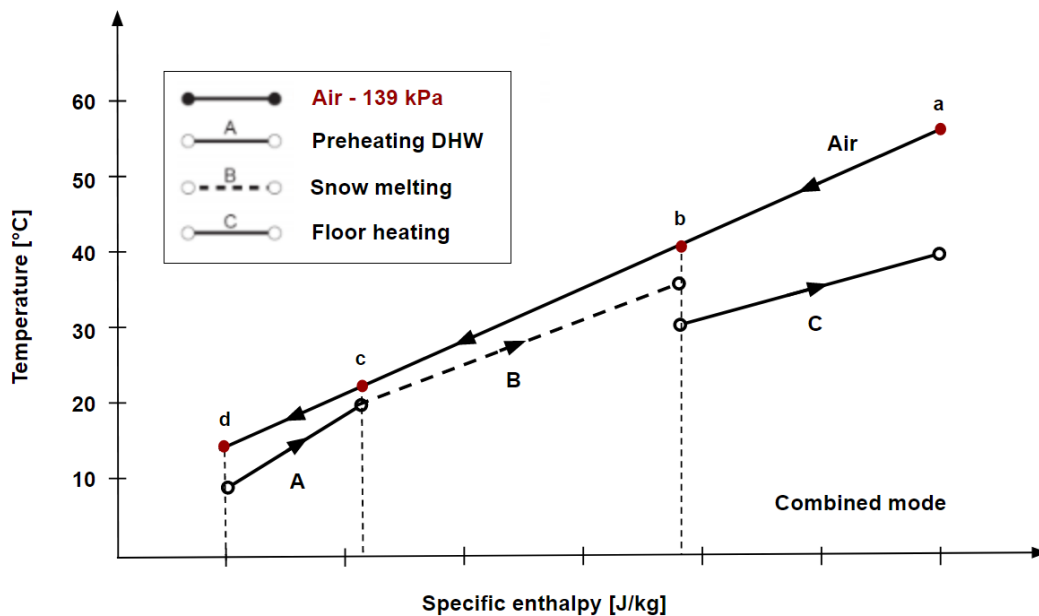 60
50
40
30
20
10
Temperature [°C]
A
Air - 139 kPa
Preheating DHW
B
Snow melting
C
Floor heating
a
Air
b
C
c
B
d
A
Combined mode
Specific enthalpy [J/kg]